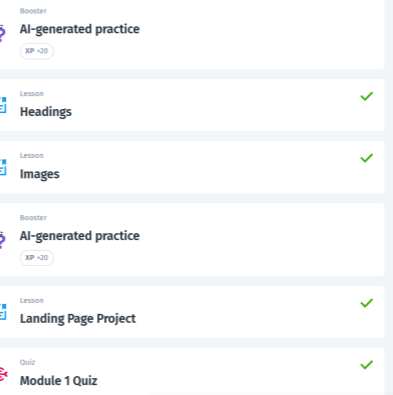 Booster
AI-generated practice
XP +20
Lesson
Headings
Lesson
Images
Booster
AI-generated practice
XP +20
Lesson
Landing Page Project
Quiz
Module 1 Quiz